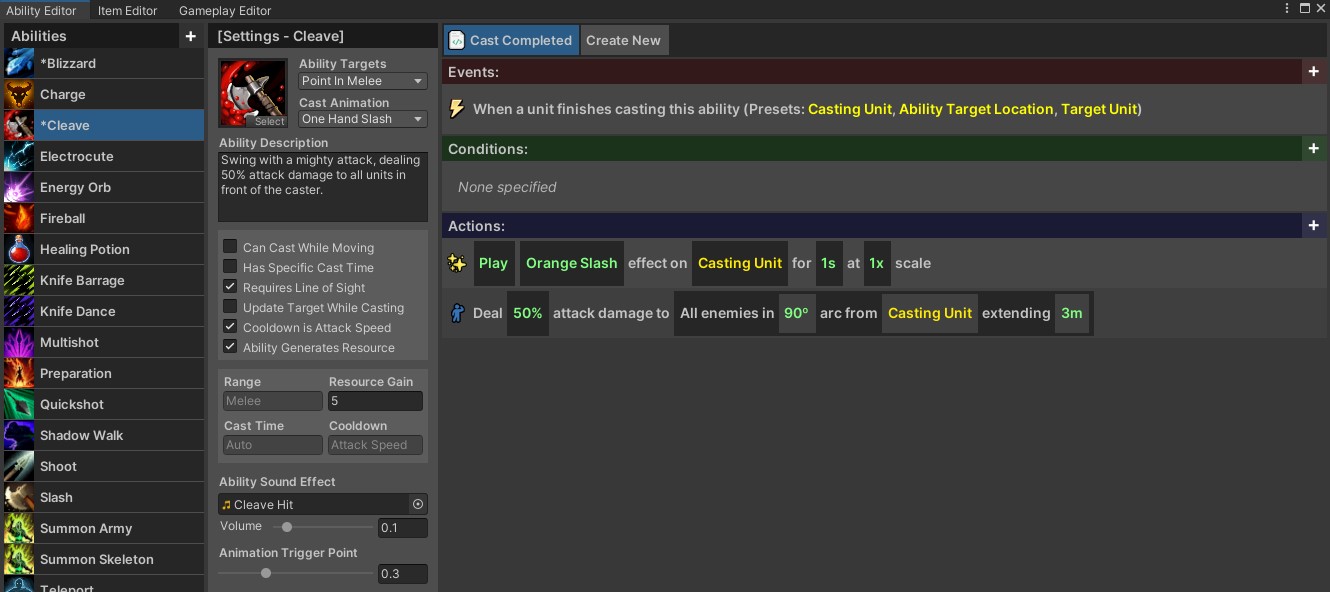 Ability Editor Item Editor Gameplay Editor
Abilities +
*Blizzard
Charge
*Cleave
Electrocute
Energy Orb
Fireball
Healing Potion
Knife Barrage
Knife Dance
Multishot
Preparation
Quickshot
Shadow Walk
Shoot
Slash
Summon Army
Summon Skeleton
Teleport
[Settings - Cleave]
Select
Ability Targets
Point In Melee
Cast Animation
One Hand Slash
Ability Description
Swing with a mighty attack, dealing
50% attack damage to all units in
front of the caster.
Can Cast While Moving
Has Specific Cast Time
Requires Line of Sight
Update Target While Casting
Cooldown is Attack Speed
Ability Generates Resource
Range Resource Gain
Melee 5
Cast Time Cooldown
Auto Attack Speed
Ability Sound Effect
Cleave Hit
Volume 0.1
Animation Trigger Point
0.3
Cast Completed Create New
Events: +
When a unit finishes casting this ability (Presets: Casting Unit, Ability Target Location, Target Unit)
Conditions: +
None specified
Actions: +
Play Orange Slash effect on Casting Unit for 1s at 1x scale
Deal 50% attack damage to All enemies in 90º arc from Casting Unit extending 3m